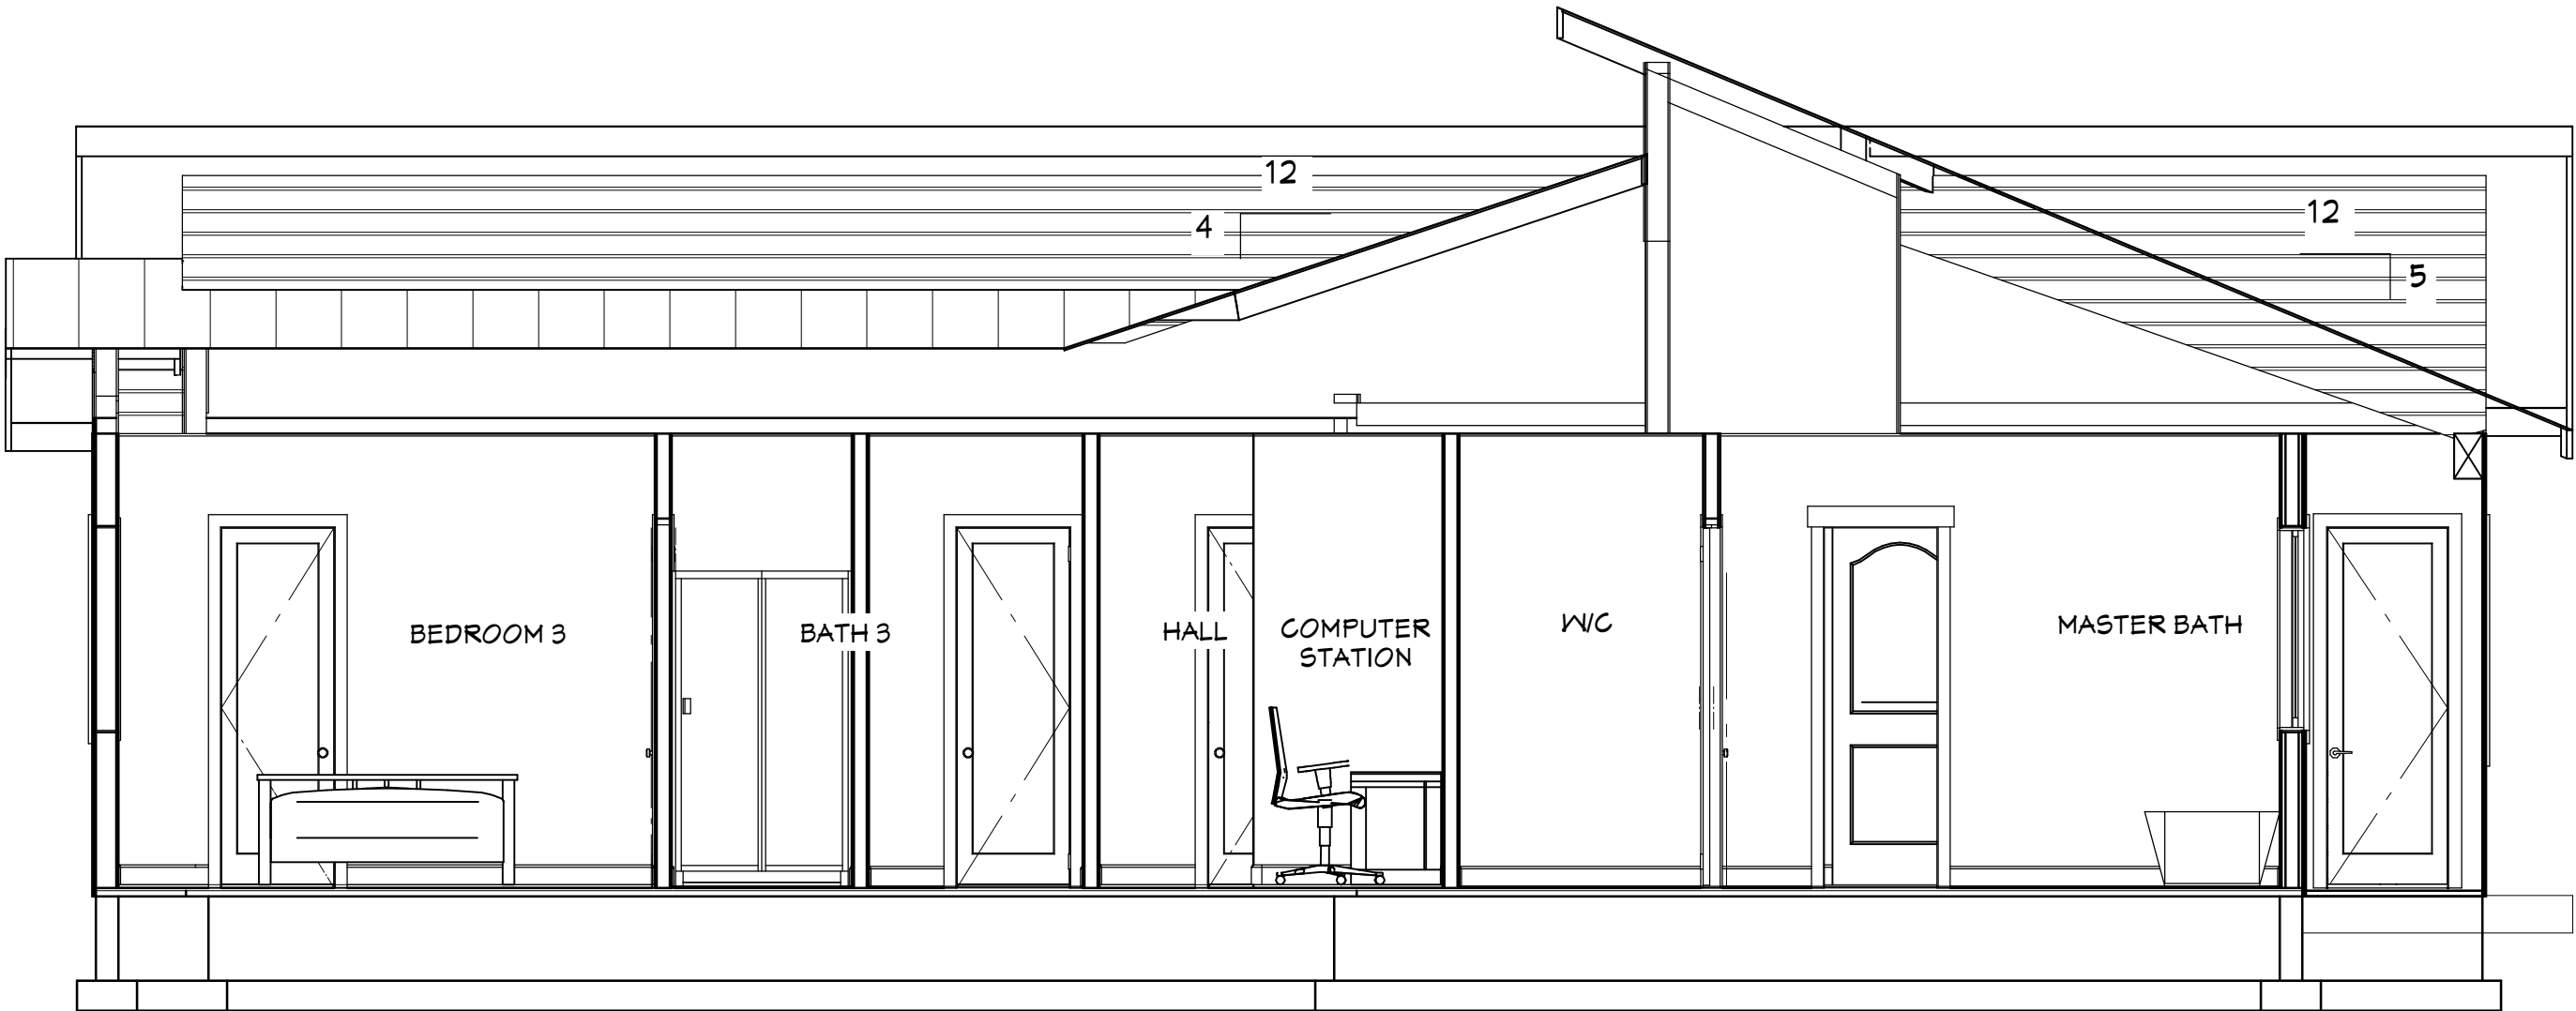 12
4
12
5
BEDROOM 3
BATH 3
HALL
COMPUTER
STATION
W/C
MASTER BATH